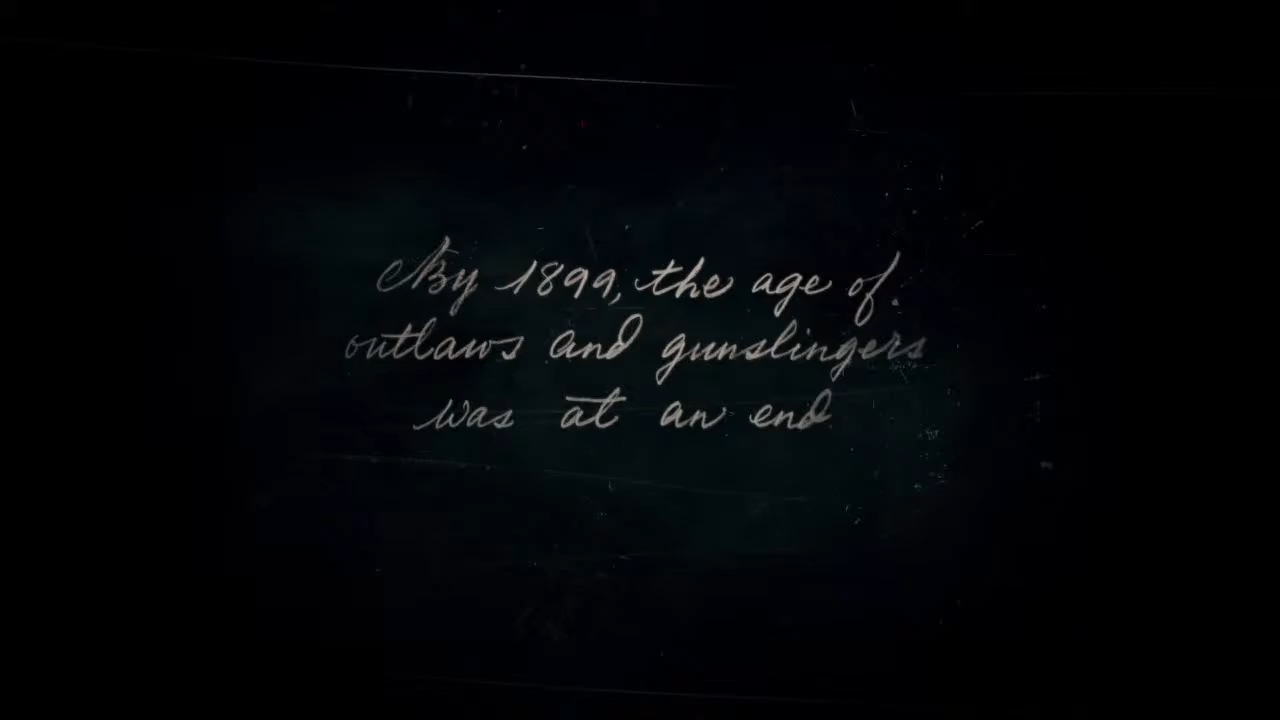 By 1899, the age of
outlaws and gunslingers
was at an end